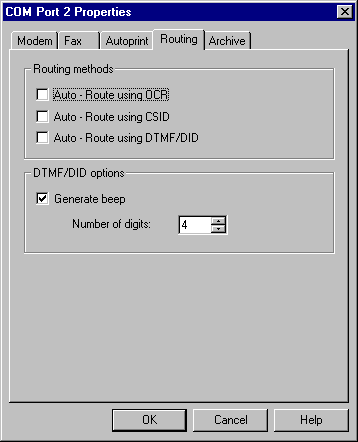 COM Port 2 Properties
Modem Fax Autoprint Routing Archive
Routing methods
Auto - Route using OCR
Auto - Route using CSID
Auto - Route using DTMF/DID
DTMF/DID options
Generate beep
Number of digits: 4
OK Cancel Help